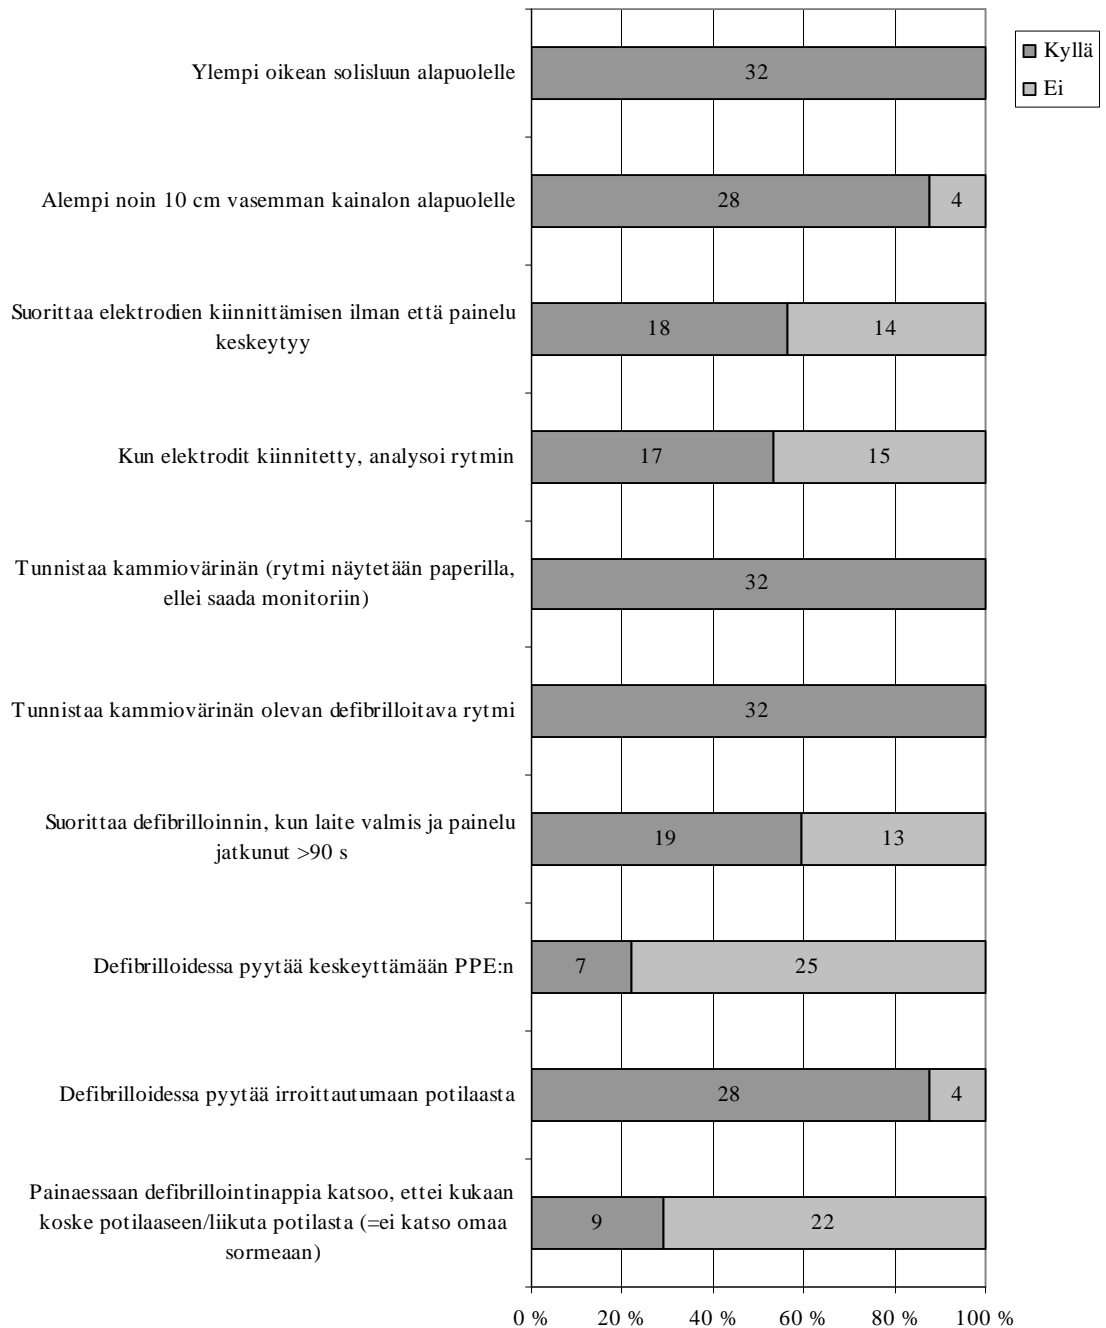 Kyllä
Ei
Ylempi oikean solisluun alapuolelle
32
Alempi noin 10 cm vasemman kainalon alapuolelle
28
4
Suorittaa elektrodien kiinnittämisen ilman että painelu
keskeytyy
18
14
Kun elektrodit kiinnitetty, analysoi rytmin
17
15
Tunnistaa kammiovärinän (rytmi näytetään paperilla,
ellei saada monitoriin)
32
Tunnistaa kammiovärinän olevan defibrilloitava rytmi
32
Suorittaa defibrilloinnin, kun laite valmis ja painelu
jatkunut >90 s
19
13
Defibrilloidessa pyytää keskeyttämään PPE:n
7
25
Defibrilloidessa pyytää irroittautumaan potilaasta
28
4
Painaessaan defibrillointinappia katsoo, ettei kukaan
koske potilaaseen/liikuta potilasta (=ei katso omaa
sormeaan)
9
22
0 % 20 % 40 % 60 % 80 % 100 %